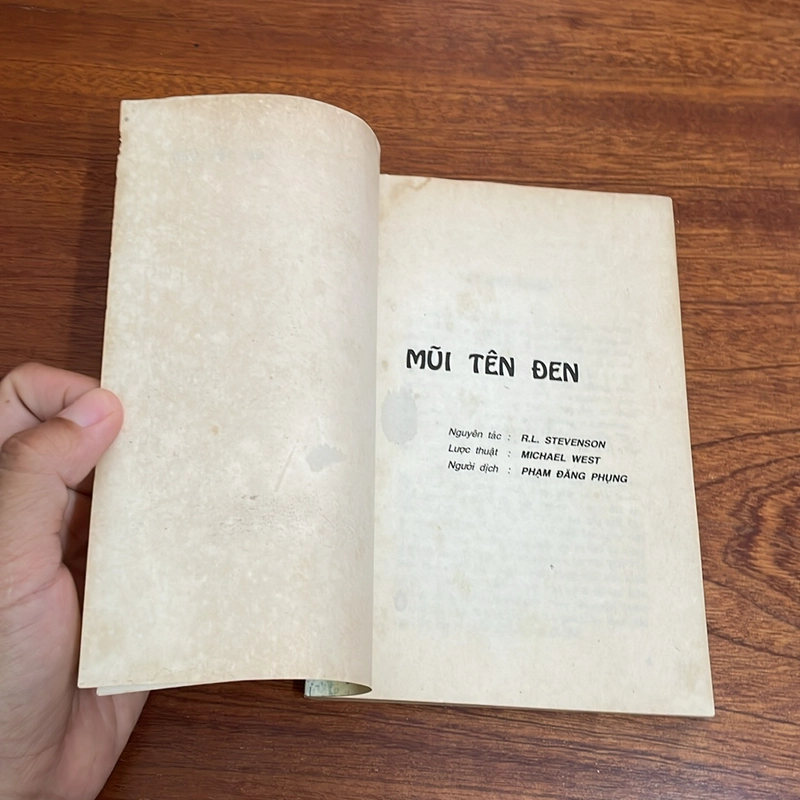 MŨI TÊN ĐEN
Nguyên tác : R.L. STEVENSON
Lược thuật : MICHAEL WEST
Người dịch : PHẠM ĐĂNG PHỤNG